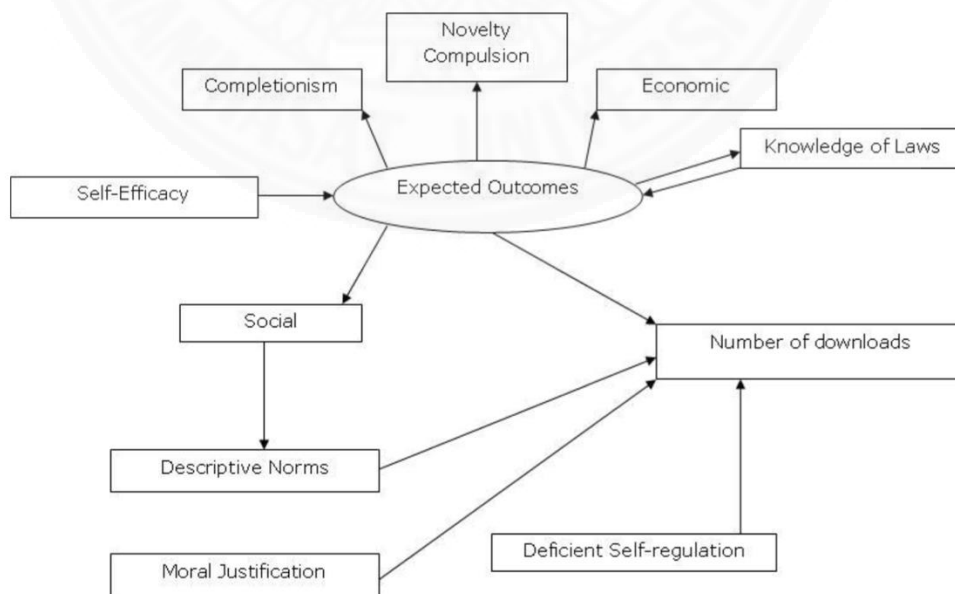 Novelty
Compulsion
Completionism
Economic
Knowledge of Laws
Expected Outcomes
Self-Efficacy
Social
Number of downloads
Descriptive Norms
Deficient Self-regulation
Moral Justification